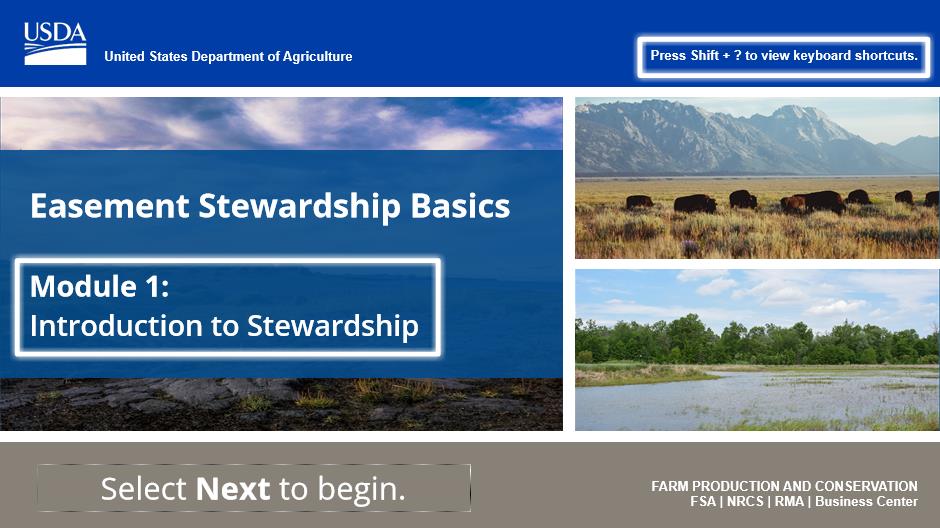 USDA
United States Department of Agriculture
Press Shift + ? to view keyboard shortcuts.
Easement Stewardship Basics
Module 1:
Introduction to Stewardship
Select Next to begin.
FARM PRODUCTION AND CONSERVATION
FSA | NRCS | RMA | Business Center